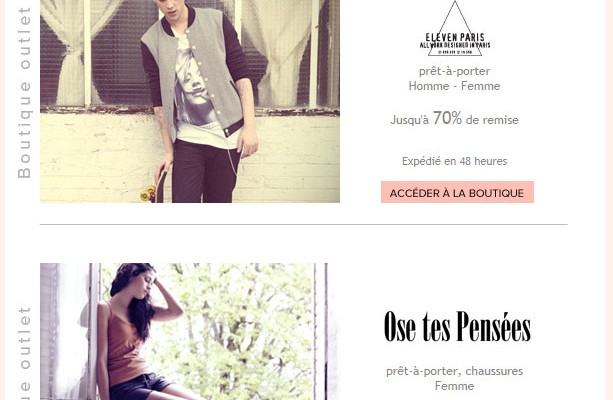 Boutique outlet
ELEVEN PARIS
ALL WORK DESIGNED IN PARIS
prêt-à-porter
Homme - Femme
Jusqu'à 70% de remise
Expédié en 48 heures
ACCÉDER À LA BOUTIQUE
ue outlet
Ose tes Pensées
prêt-à-porter, chaussures
Femme